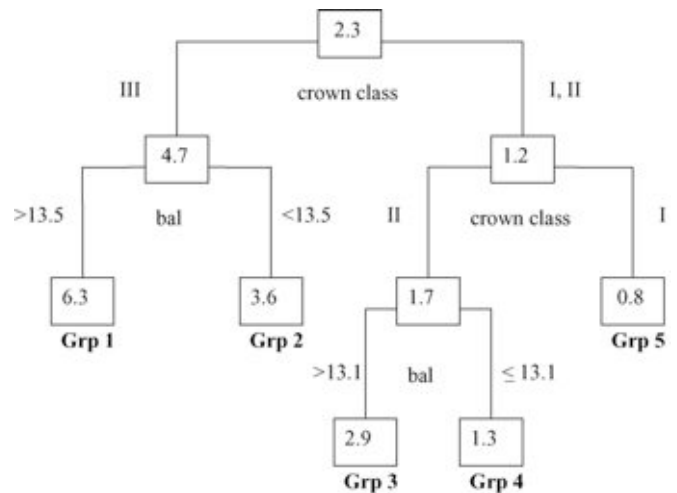 2.3
III
crown class
I, II
4.7
1.2
>13.5
bal
<13.5
II
crown class
I
6.3
3.6
1.7
0.8
Grp 1
Grp 2
Grp 5
>13.1
bal
≤ 13.1
2.9
1.3
Grp 3
Grp 4